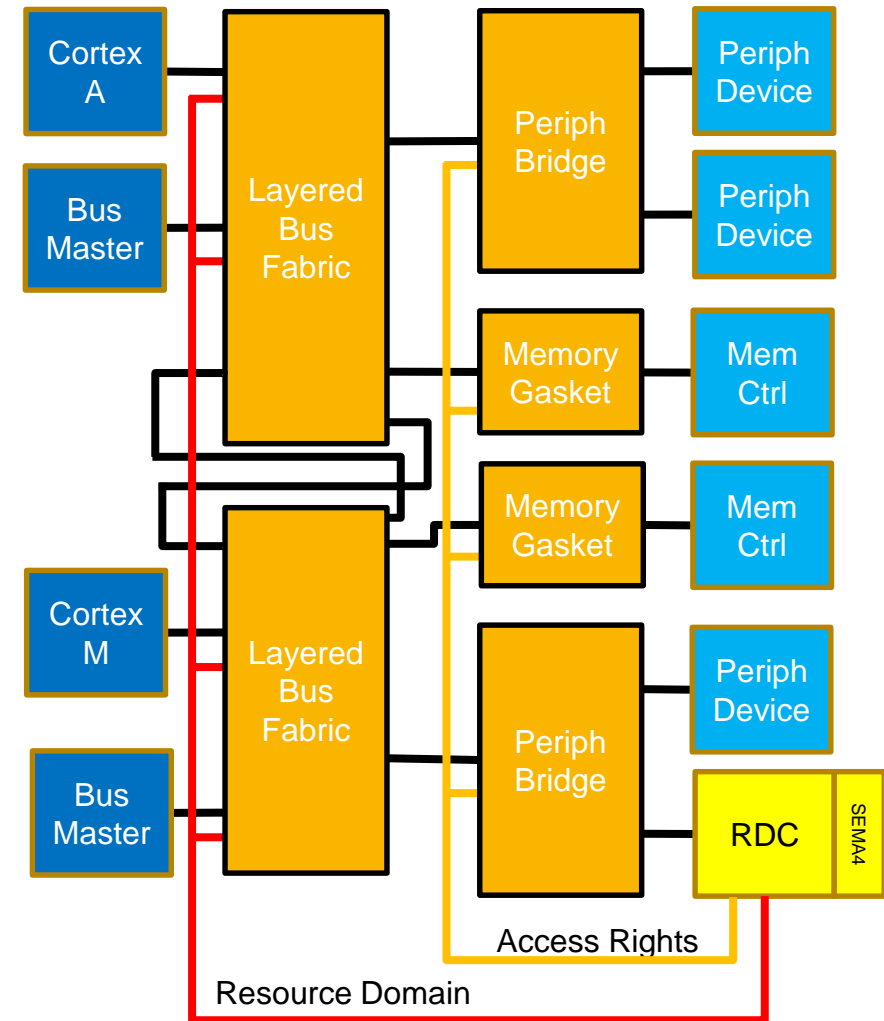 Cortex
A
Bus
Master
Layered
Bus
Fabric
Periph
Bridge
Periph
Device
Periph
Device
Memory
Gasket
Mem
Ctrl
Memory
Gasket
Mem
Ctrl
Cortex
M
Bus
Master
Layered
Bus
Fabric
Periph
Bridge
Periph
Device
RDC
SEMA4
Access Rights
Resource Domain